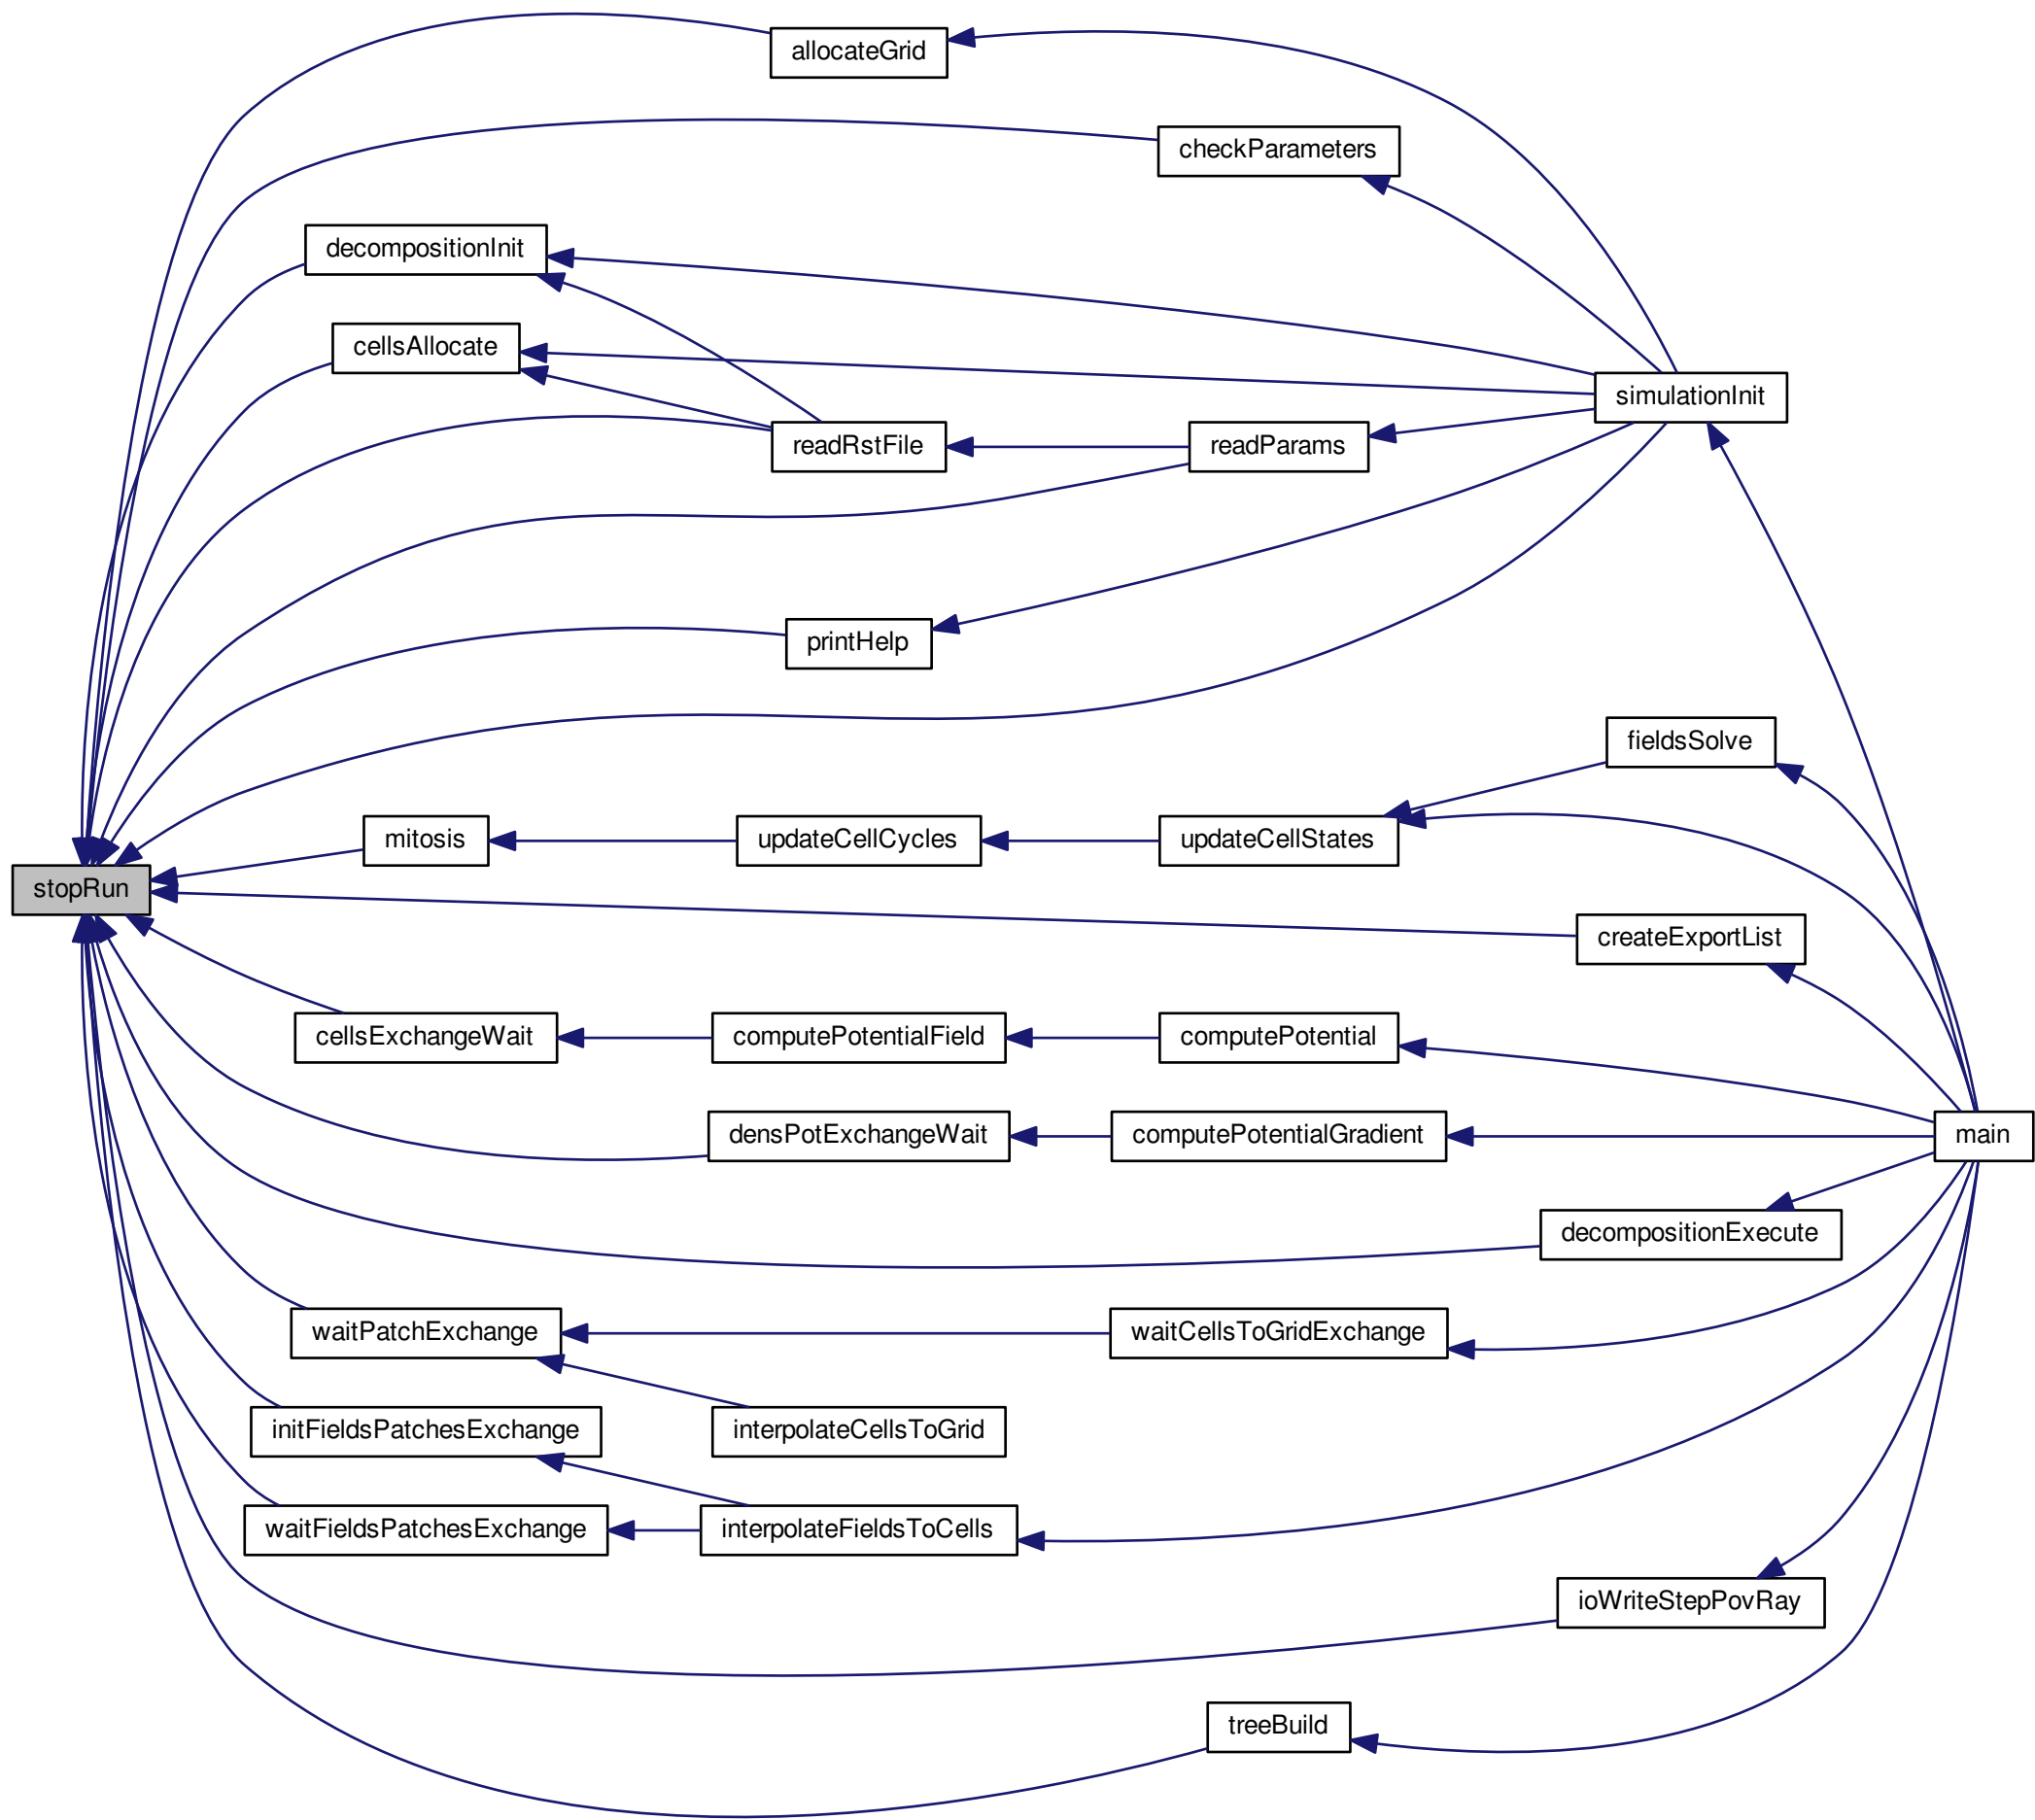 allocateGrid
checkParameters
decompositionInit
cellsAllocate
simulationInit
readRstFile
readParams
printHelp
fieldsSolve
mitosis
updateCellCycles
updateCellStates
stopRun
createExportList
cellsExchangeWait
computePotentialField
computePotential
densPotExchangeWait
computePotentialGradient
main
decompositionExecute
waitPatchExchange
waitCellsToGridExchange
initFieldsPatchesExchange
interpolateCellsToGrid
waitFieldsPatchesExchange
interpolateFieldsToCells
ioWriteStepPovRay
treeBuild